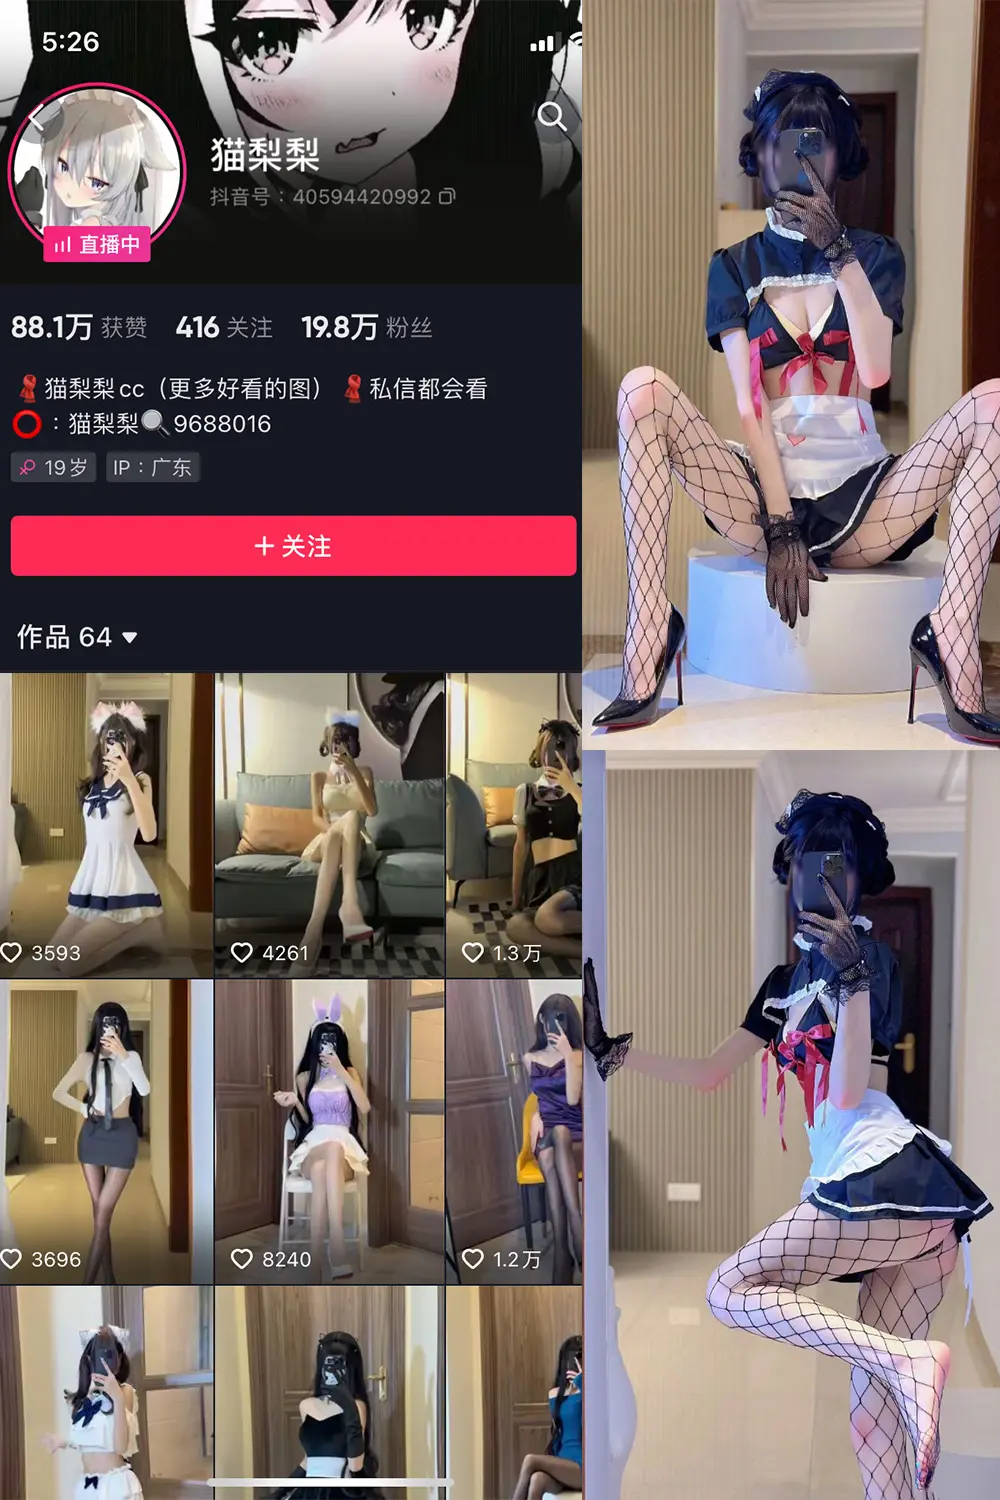 5:26
猫梨梨
抖音号：40594420992
直播中
88.1万 获赞 416 关注 19.8万 粉丝
猫梨梨cc（更多好看的图） 私信都会看
：猫梨梨🔍9688016
19岁 IP：广东
+ 关注
作品 64
3593 4261 1.3万
3696 8240 1.2万